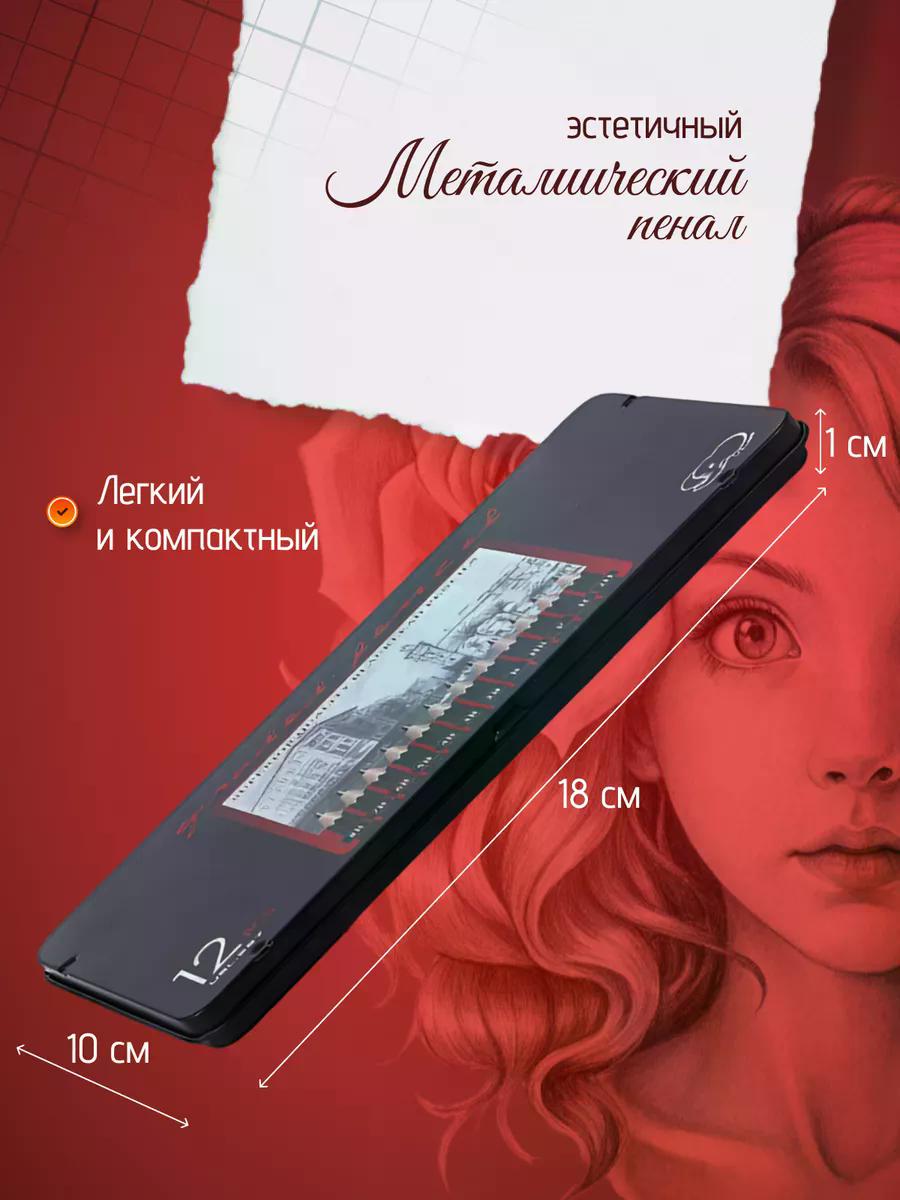 эстетичный
Металлический
пенал
1 см
Легкий
и компактный
18 см
12
10 см